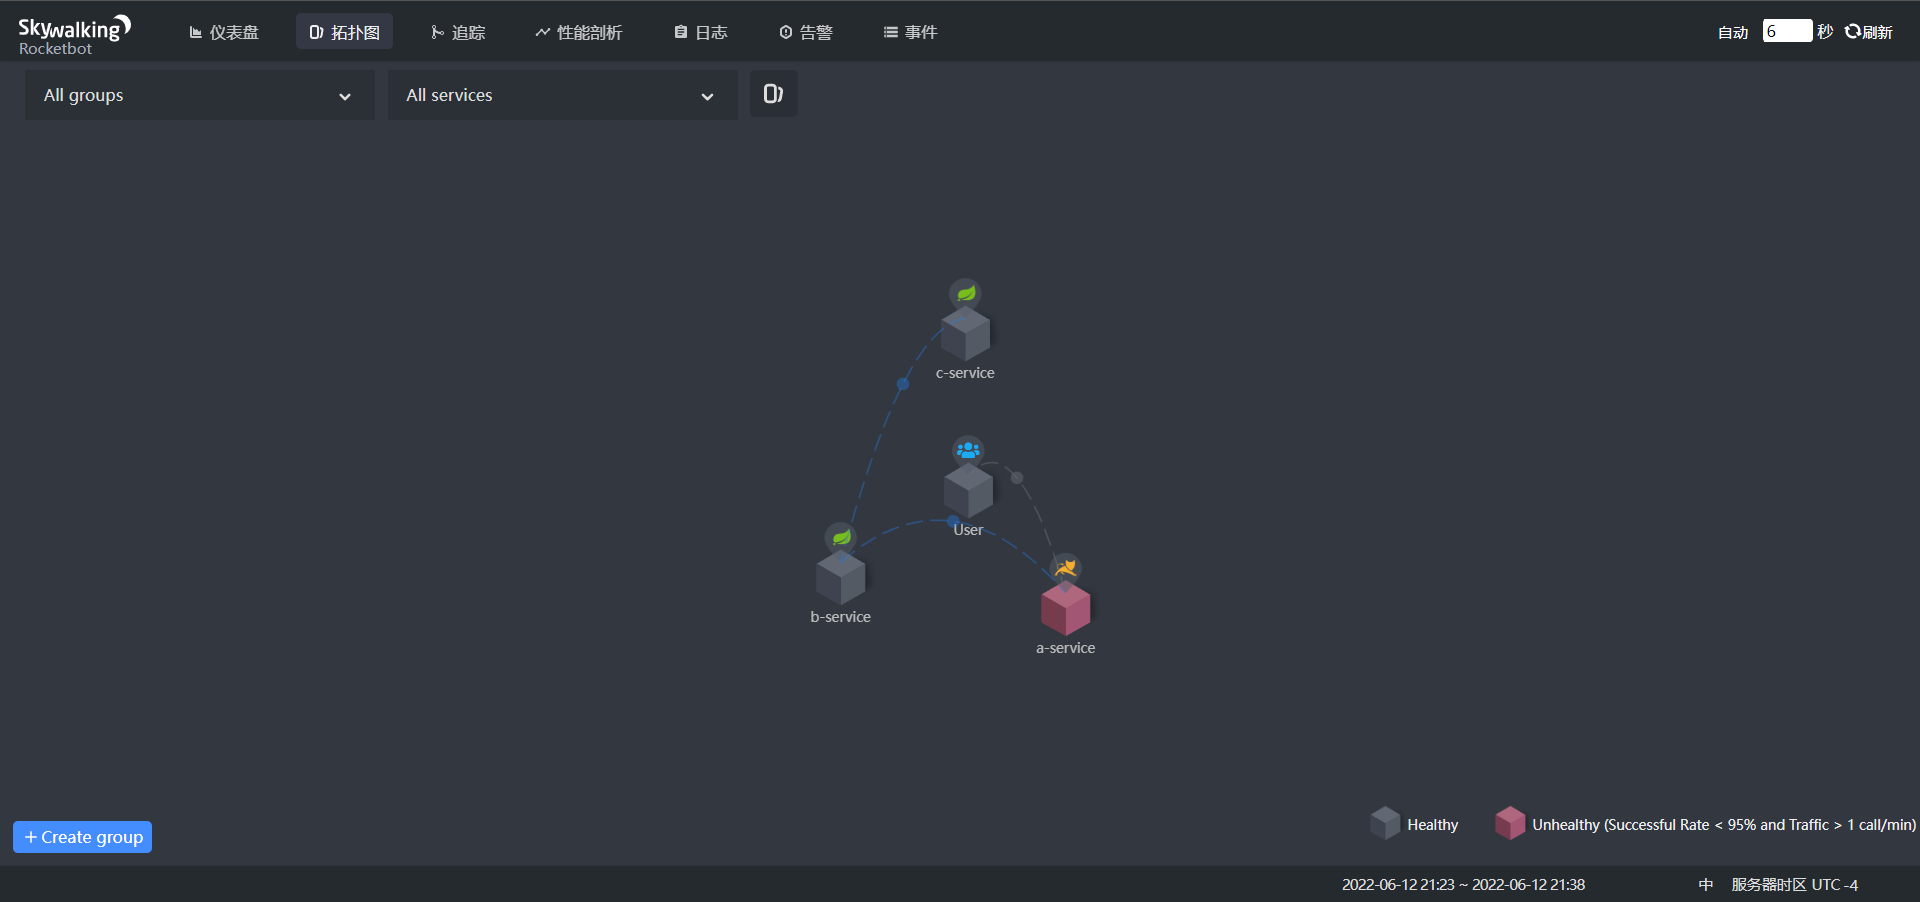 Skywalking
Rocketbot
仪表盘
拓扑图
追踪
性能剖析
日志
告警
事件
自动 6 秒 刷新
All groups
All services
c-service
User
b-service
a-service
Healthy
Unhealthy (Successful Rate < 95% and Traffic > 1 call/min)
+ Create group
2022-06-12 21:23 ~ 2022-06-12 21:38
中
服务器时区 UTC -4